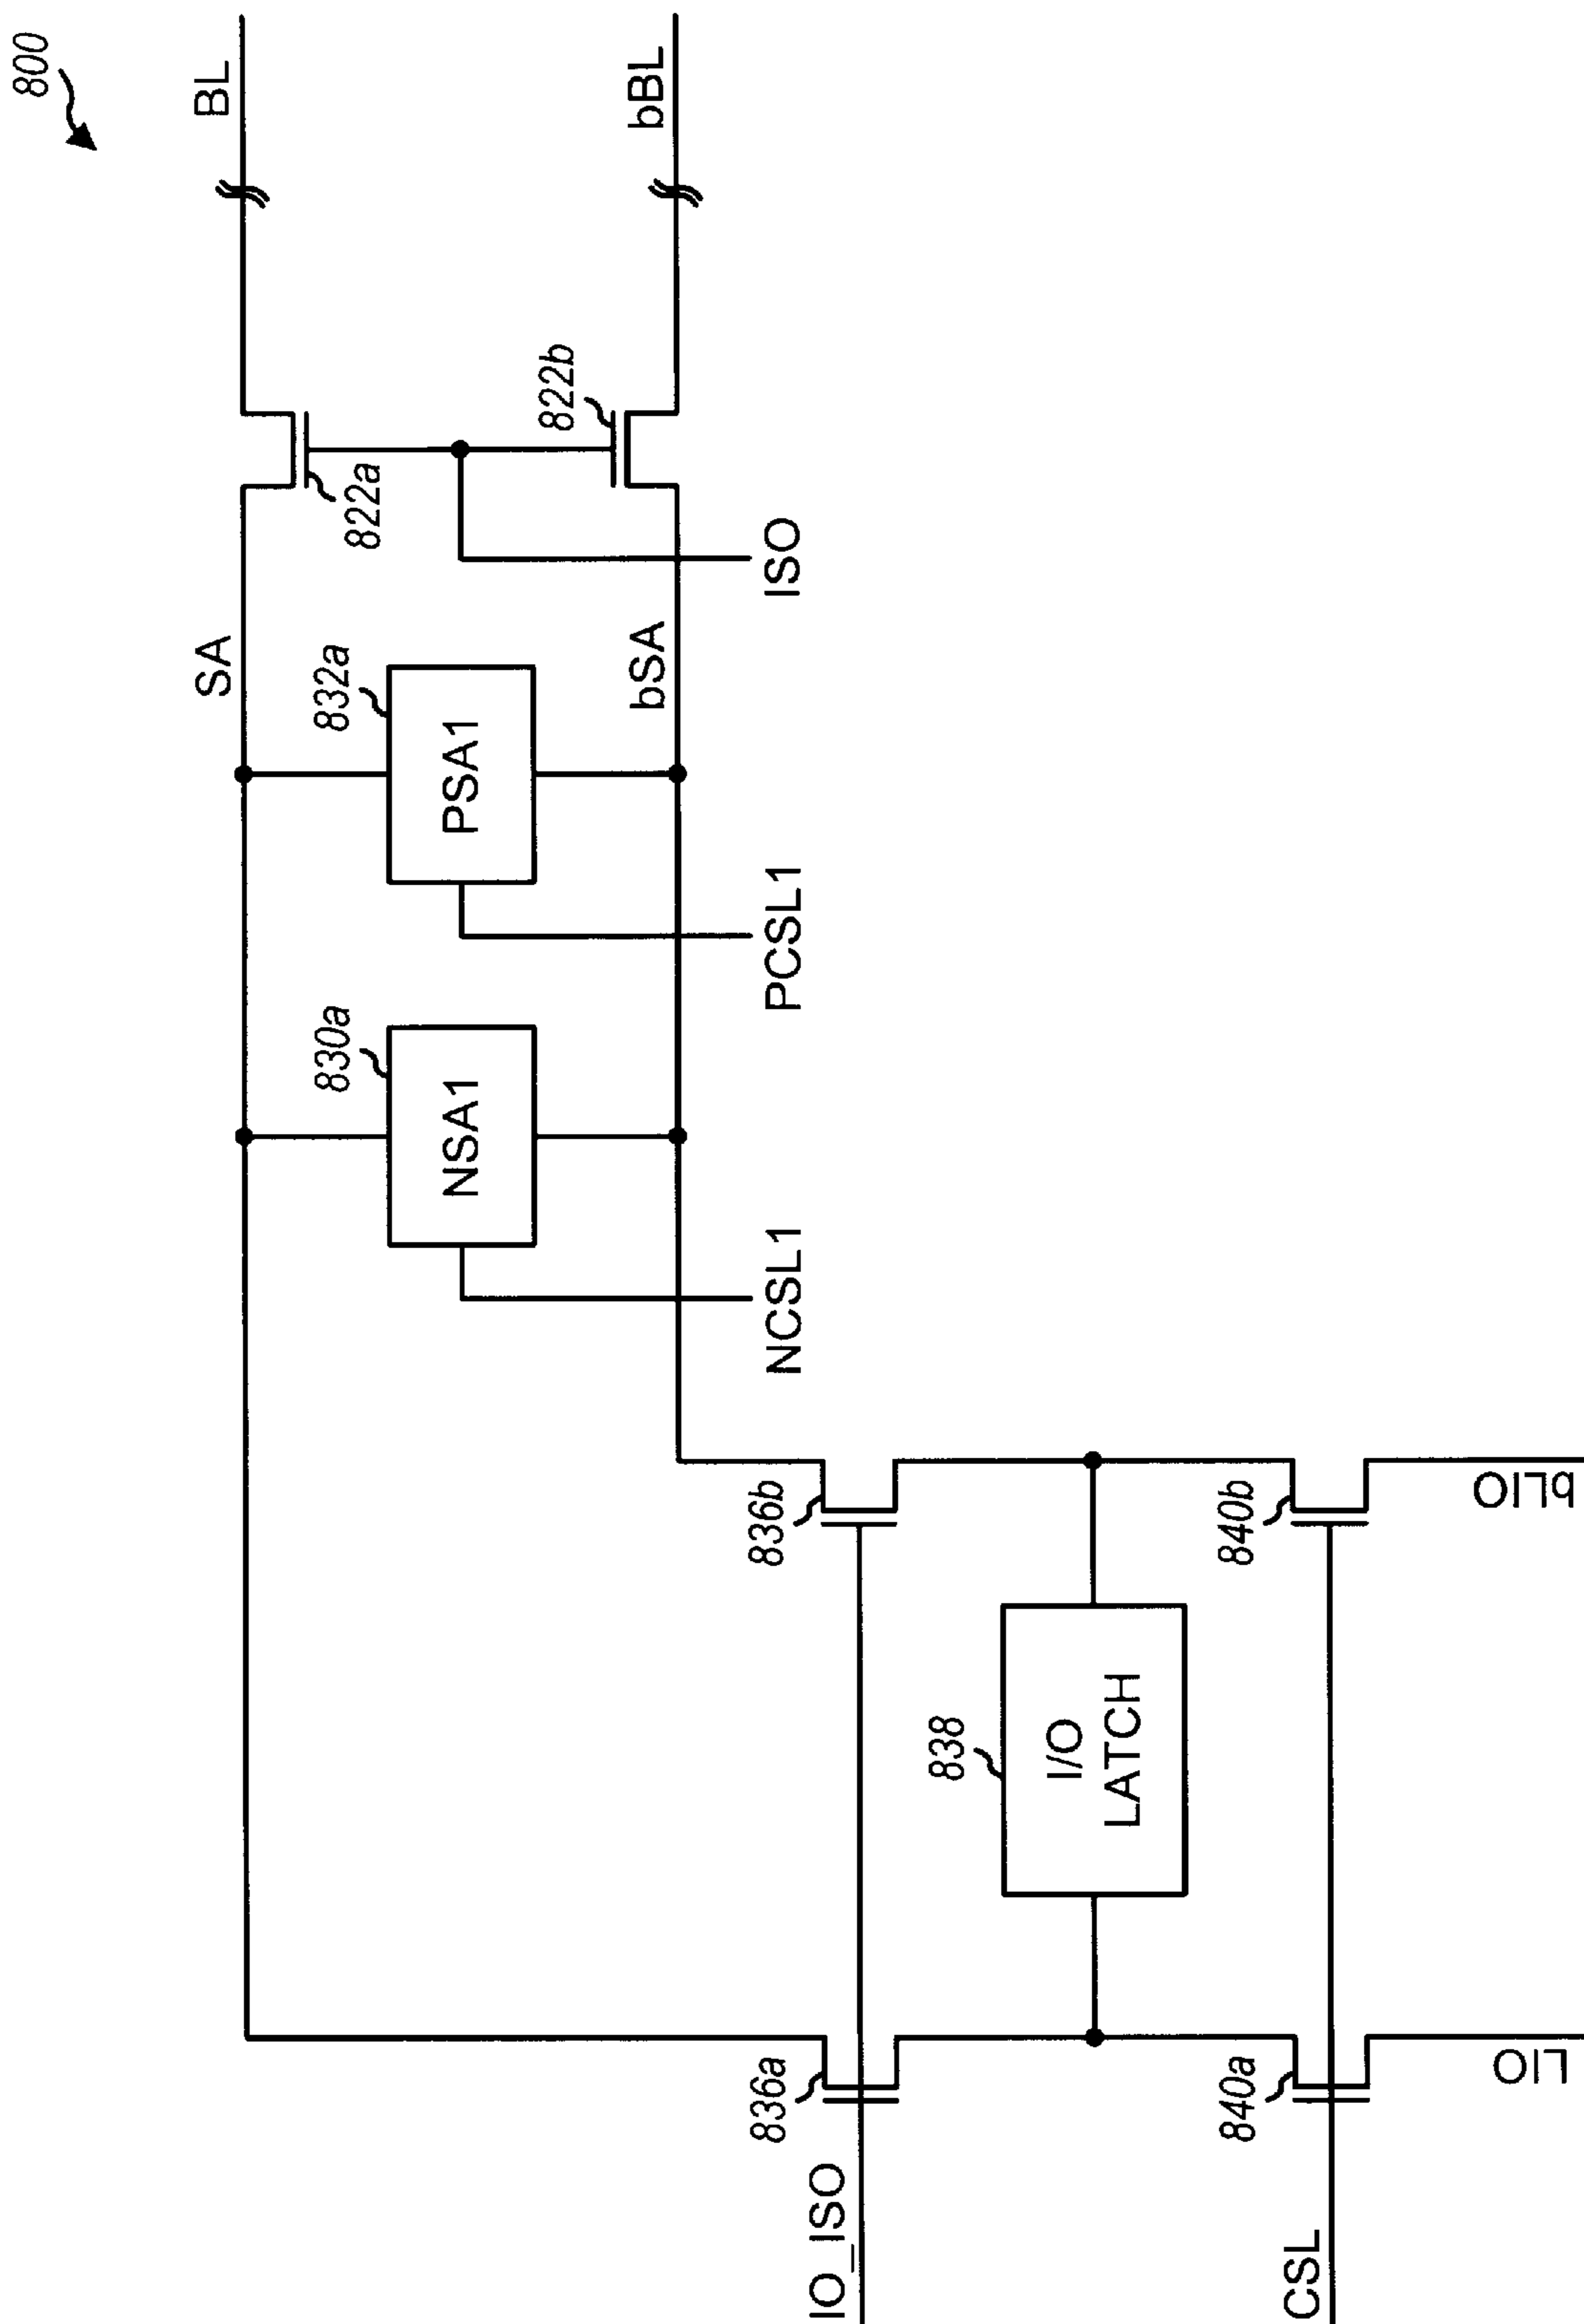 800
BL
bBL
822a
822b
SA
bSA
ISO
832a
PSA1
PCSL1
830a
NSA1
NCSL1
836b
840b
bLIO
838
I/O
LATCH
836a
840a
LIO
IO_ISO
CSL